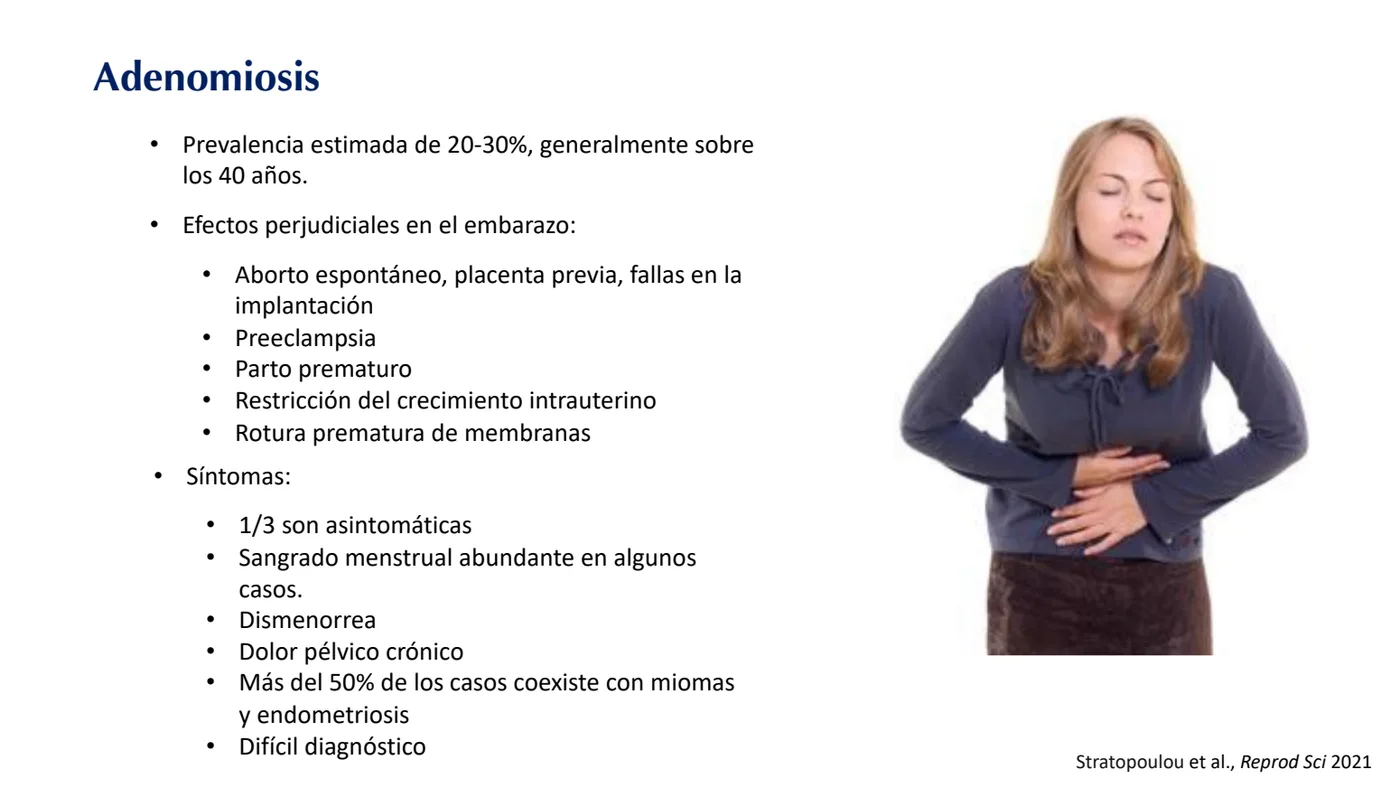 Adenomiosis
• Prevalencia estimada de 20-30%, generalmente sobre
los 40 años.
• Efectos perjudiciales en el embarazo:
• Aborto espontáneo, placenta previa, fallas en la
implantación
• Preeclampsia
• Parto prematuro
• Restricción del crecimiento intrauterino
• Rotura prematura de membranas
• Síntomas:
• 1/3 son asintomáticas
• Sangrado menstrual abundante en algunos
casos.
• Dismenorrea
• Dolor pélvico crónico
• Más del 50% de los casos coexiste con miomas
y endometriosis
• Difícil diagnóstico
Stratopoulou et al., Reprod Sci 2021